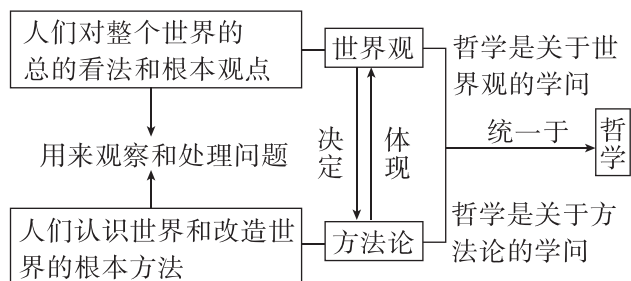 人们对整个世界的
总的看法和根本观点
世界观
哲学是关于世
界观的学问
用来观察和处理问题
决定
体现
统一于
哲学
人们认识世界和改造世
界的根本方法
方法论
哲学是关于方
法论的学问